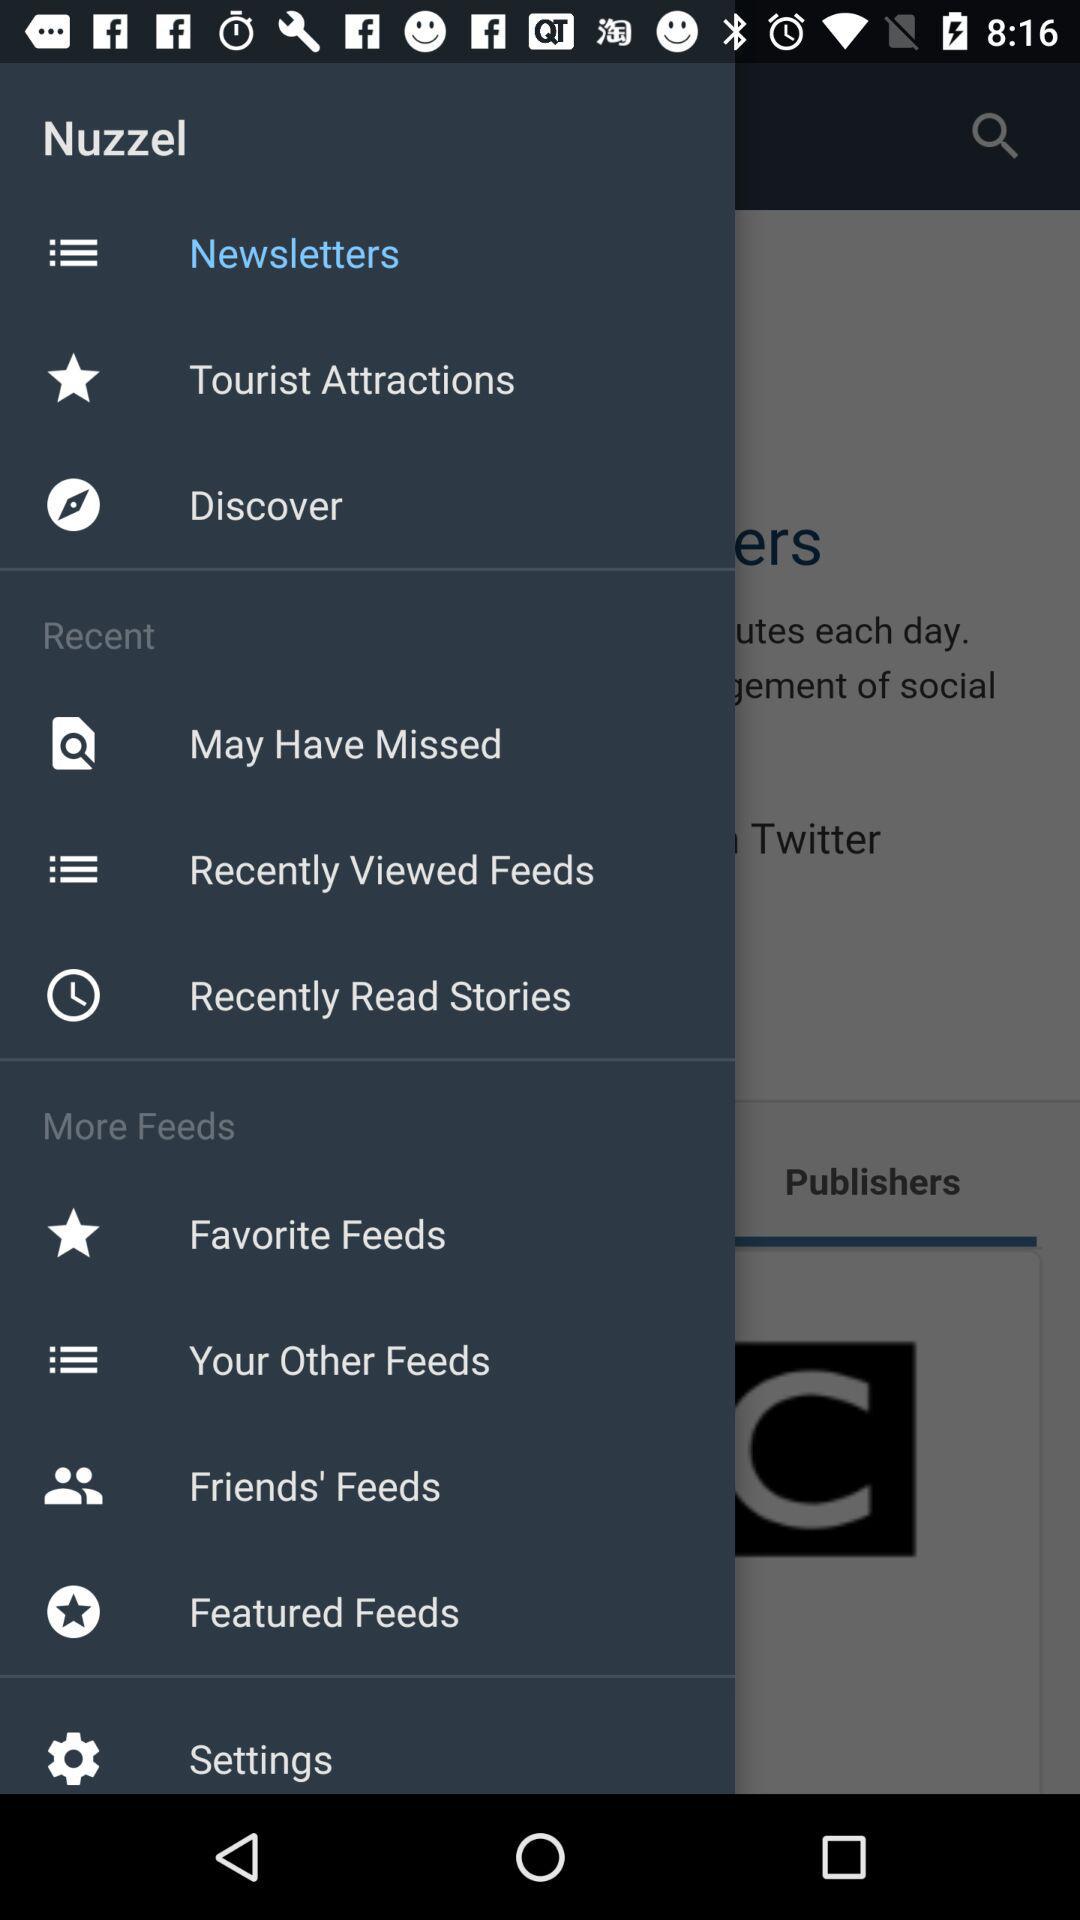 QT 淘 8:16
Nuzzel
Newsletters
Tourist Attractions
Discover
ers
Recent
utes each day.
gement of social
May Have Missed
Twitter
Recently Viewed Feeds
Recently Read Stories
More Feeds
Publishers
Favorite Feeds
Your Other Feeds
C
Friends' Feeds
Featured Feeds
Settings